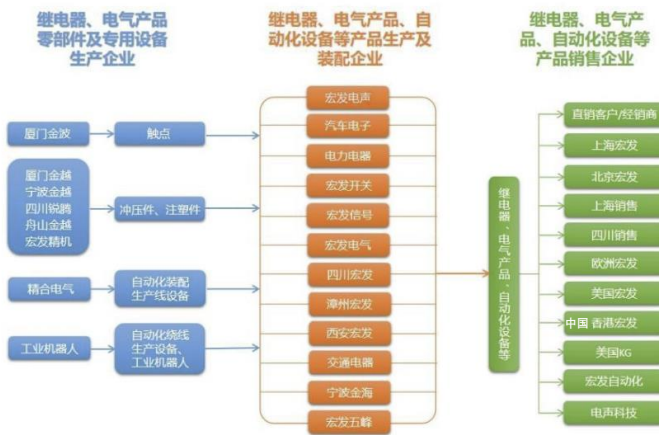 继电器、电气产品
零部件及专用设备
生产企业
继电器、电气产品、自
动化设备等产品生产及
装配企业
继电器、电气产
品、自动化设备等
产品销售企业
厦门金波
触点
厦门金越
宁波金越
四川锐腾
舟山金越
宏发精机
冲压件、注塑件
精合电气
自动化装配
生产线设备
工业机器人
自动化绕线
生产设备、
工业机器人
宏发电声
汽车电子
电力电器
宏发开关
宏发信号
宏发电气
四川宏发
漳州宏发
西安宏发
交通电器
宁波金海
宏发五峰
继电器、电气产品、自动化设备等
直销客户/经销商
上海宏发
北京宏发
上海销售
四川销售
欧洲宏发
美国宏发
中国 香港宏发
美国KG
宏发自动化
电声科技